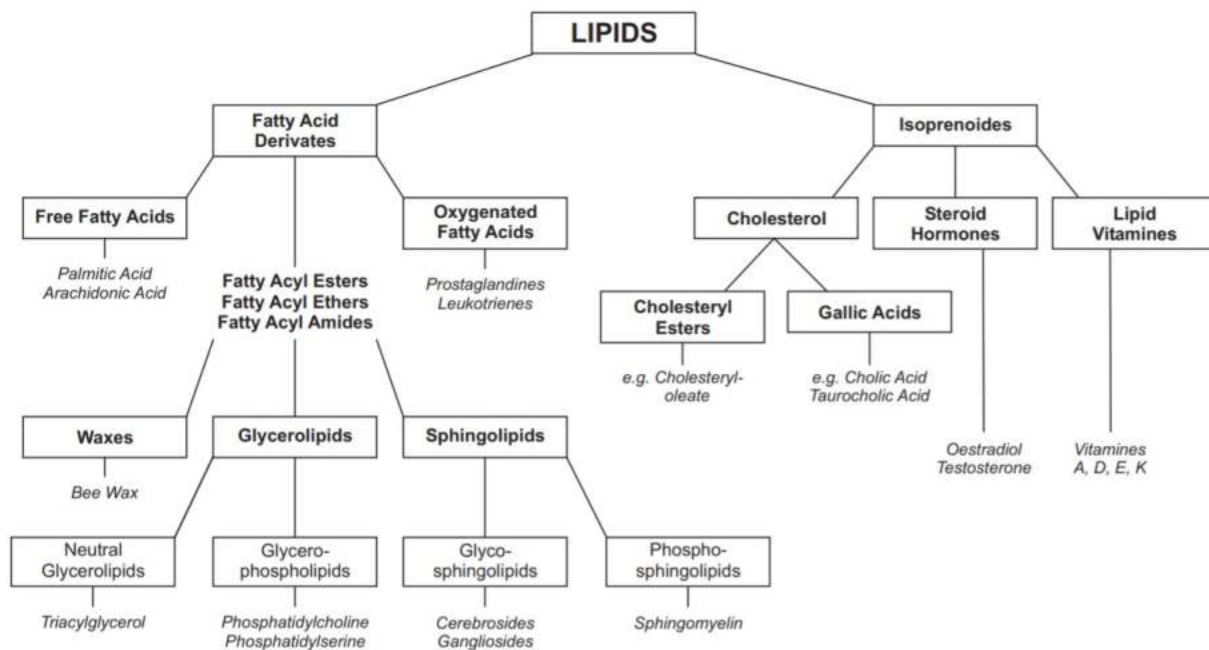 LIPIDS
Fatty Acid
Derivates
Isoprenoides
Free Fatty Acids
Oxygenated
Fatty Acids
Cholesterol
Steroid
Hormones
Lipid
Vitamines
Palmitic Acid
Arachidonic Acid
Fatty Acyl Esters
Fatty Acyl Ethers
Fatty Acyl Amides
Prostaglandines
Leukotrienes
Cholesteryl
Esters
Gallic Acids
e.g. Cholesteryl-
oleate
e.g. Cholic Acid
Taurocholic Acid
Waxes
Glycerolipids
Sphingolipids
Oestradiol
Testosterone
Vitamines
A, D, E, K
Bee Wax
Neutral
Glycerolipids
Glycero-
phospholipids
Glyco-
sphingolipids
Phospho-
sphingolipids
Triacylglycerol
Phosphatidylcholine
Phosphatidylserine
Cerebrosides
Gangliosides
Sphingomyelin